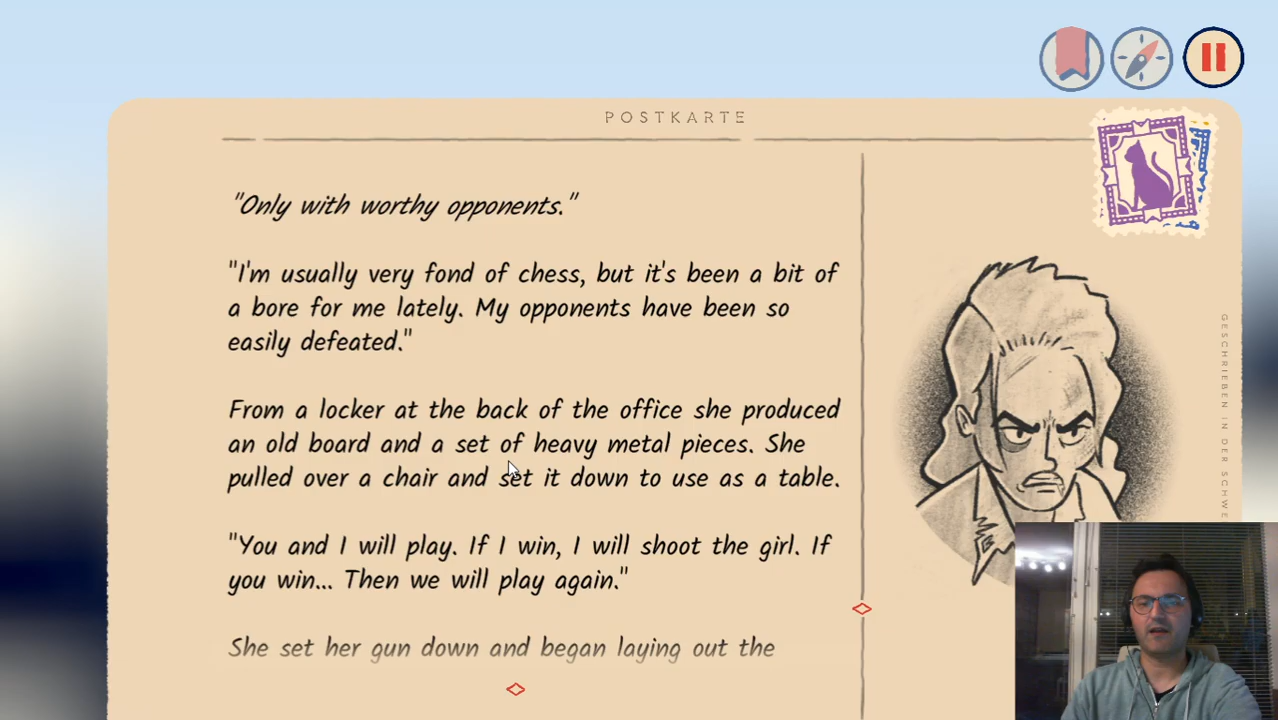 POSTKARTE
"Only with worthy opponents."
"I'm usually very fond of chess, but it's been a bit of
a bore for me lately. My opponents have been so
easily defeated."
From a locker at the back of the office she produced
an old board and a set of heavy metal pieces. She
pulled over a chair and set it down to use as a table.
"You and I will play. If I win, I will shoot the girl. If
you win... Then we will play again."
She set her gun down and began laying out the
GESCHRIEBEN IN DER SCHWE